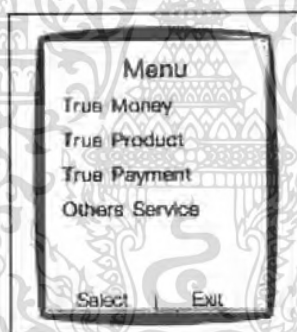 Menu
True Money
True Product
True Payment
Others Service
Select | Exit